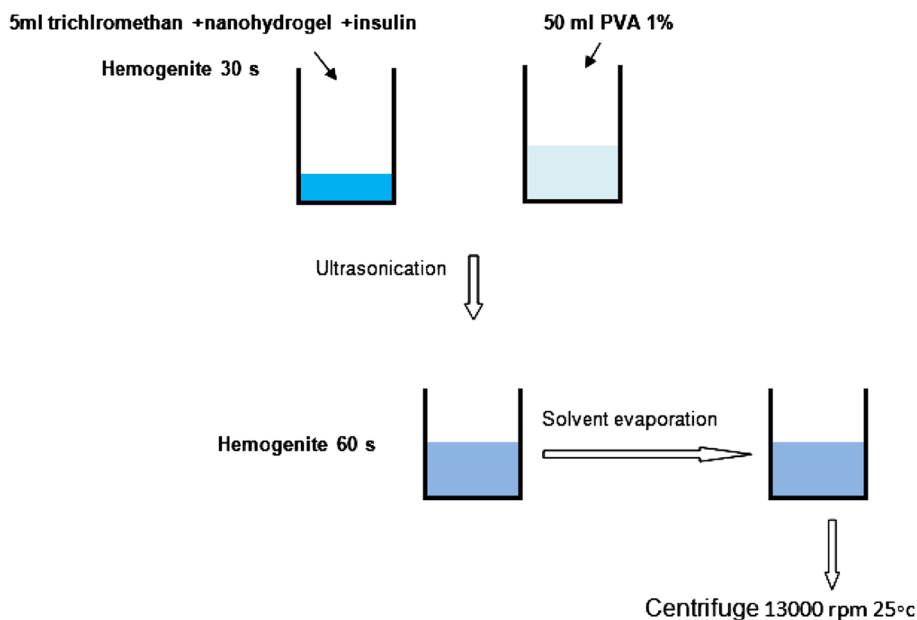 5ml trichlromethan +nanohydrogel +insulin
50 ml PVA 1%
Hemogenite 30 s
Ultrasonication
Hemogenite 60 s
Solvent evaporation
Centrifuge 13000 rpm 25°c